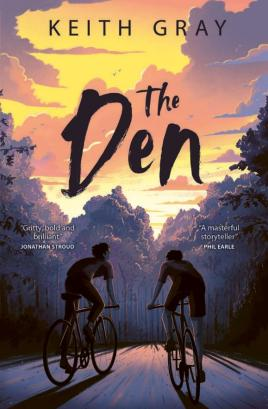 KEITH GRAY
The
Den
"Gritty, bold and
brilliant"
JONATHAN STROUD
"A masterful
storyteller"
PHIL EARLE